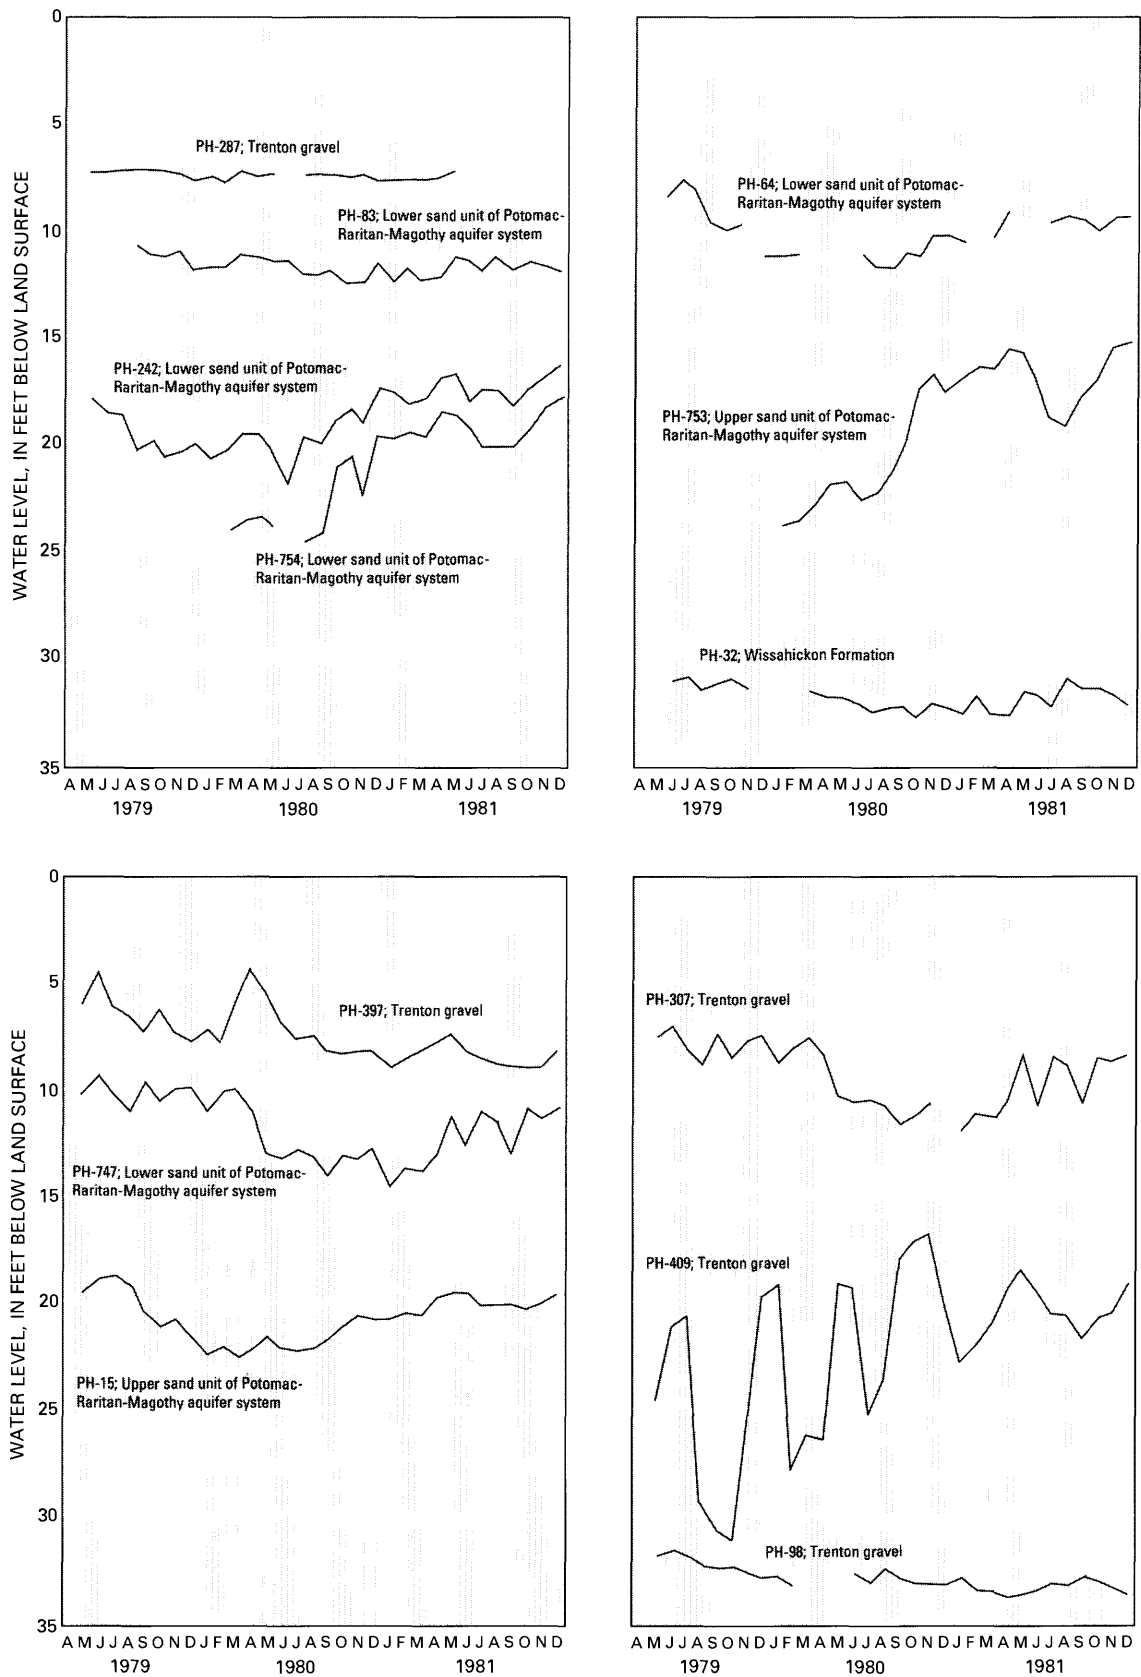 0
5
10
15
20
25
30
35
WATER LEVEL, IN FEET BELOW LAND SURFACE
PH-287; Trenton gravel
PH-83; Lower sand unit of Potomac-
Raritan-Magothy aquifer system
PH-242; Lower send unit of Potomac-
Raritan-Magothy aquifer system
PH-754; Lower sand unit of Potomac-
Raritan-Magothy aquifer system
A M J J A S O N D J F M A M J J A S O N D J F M A M J J A S O N D
1979 1980 1981
PH-64; Lower sand unit of Potomac-
Raritan-Magothy aquifer system
PH-753; Upper sand unit of Potomac-
Raritan-Magothy aquifer system
PH-32; Wissahickon Formation
A M J J A S O N D J F M A M J J A S O N D J F M A M J J A S O N D
1979 1980 1981
0
5
10
15
20
25
30
35
WATER LEVEL, IN FEET BELOW LAND SURFACE
PH-397; Trenton gravel
PH-747; Lower sand unit of Potomac-
Raritan-Magothy aquifer system
PH-15; Upper sand unit of Potomac-
Raritan-Magothy aquifer system
A M J J A S O N D J F M A M J J A S O N D J F M A M J J A S O N D
1979 1980 1981
PH-307; Trenton gravel
PH-409; Trenton gravel
PH-98; Trenton gravel
A M J J A S O N D J F M A M J J A S O N D J F M A M J J A S O N D
1979 1980 1981